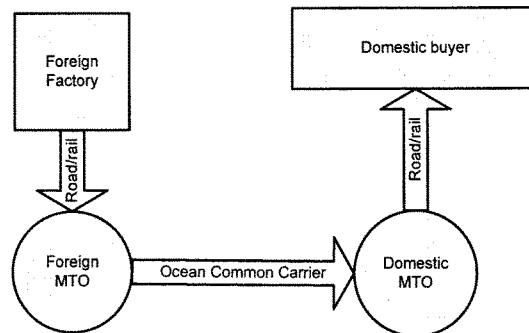 Foreign
Factory
Domestic buyer
Road/rail
Road/rail
Foreign
MTO
Ocean Common Carrier
Domestic
MTO